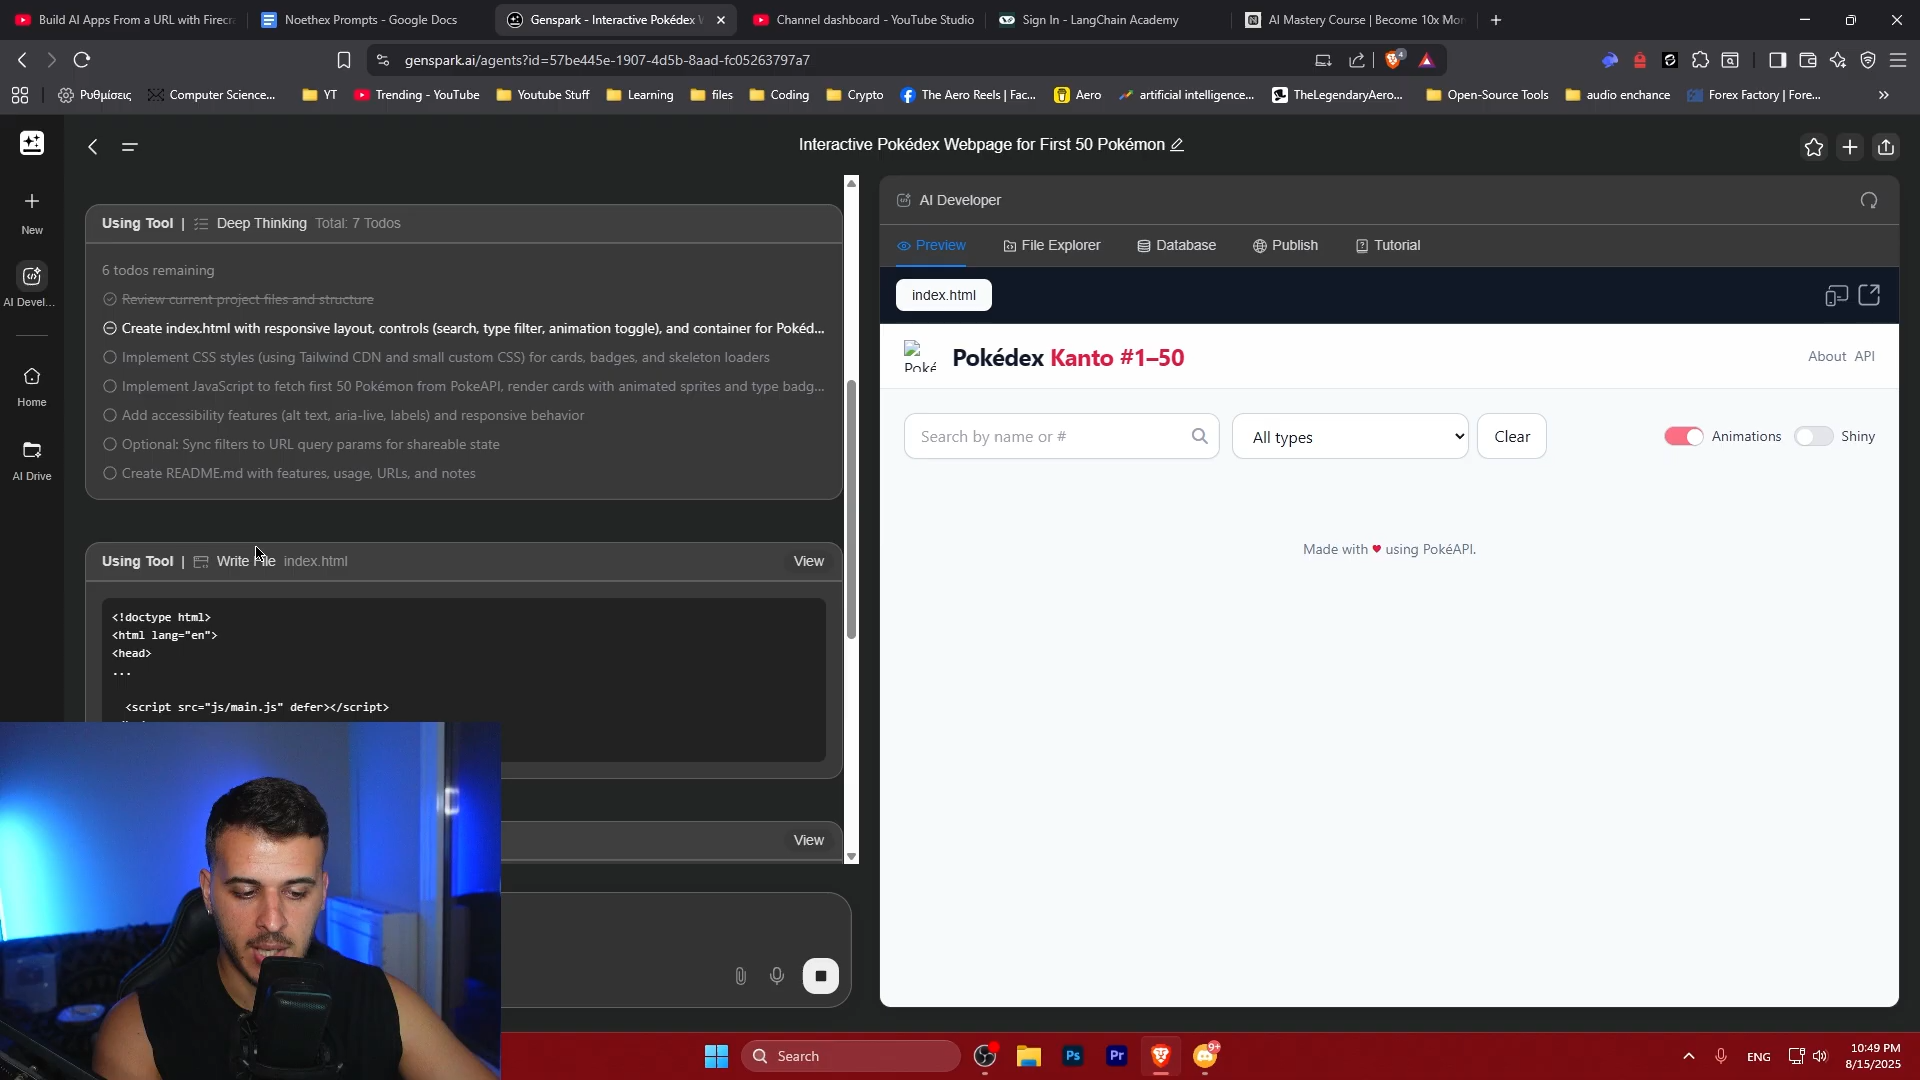 Build AI Apps From a URL with Firecr
Noethex Prompts - Google Docs
Genspark - Interactive Pokédex
Channel dashboard - YouTube Studio
Sign In - LangChain Academy
AI Mastery Course | Become 10x Mor
genspark.ai/agents?id=57be445e-1907-4d5b-8aad-fc05263797a7
4
Ρυθμίσεις
Computer Science...
YT
Trending - YouTube
Youtube Stuff
Learning
files
Coding
Crypto
The Aero Reels | Fac...
Aero
artificial intelligence...
TheLegendaryAero...
Open-Source Tools
audio enchance
Forex Factory | Fore...
Interactive Pokédex Webpage for First 50 Pokémon
New
AI Devel...
Home
AI Drive
Using Tool | Deep Thinking Total: 7 Todos
6 todos remaining
Review current project files and structure
Create index.html with responsive layout, controls (search, type filter, animation toggle), and container for Pokéd...
Implement CSS styles (using Tailwind CDN and small custom CSS) for cards, badges, and skeleton loaders
Implement JavaScript to fetch first 50 Pokémon from PokeAPI, render cards with animated sprites and type badg...
Add accessibility features (alt text, aria-live, labels) and responsive behavior
Optional: Sync filters to URL query params for shareable state
Create README.md with features, usage, URLs, and notes
Using Tool | Write File index.html View
<!doctype html>
<html lang="en">
<head>
...
<script src="js/main.js" defer></script>
View
AI Developer
Preview
File Explorer
Database
Publish
Tutorial
index.html
Poké
Pokédex Kanto #1–50
About API
Search by name or #
All types
Clear
Animations
Shiny
Made with ♥ using PokéAPI.
Search
Ps
Pr
9+
ENG
10:49 PM
8/15/2025